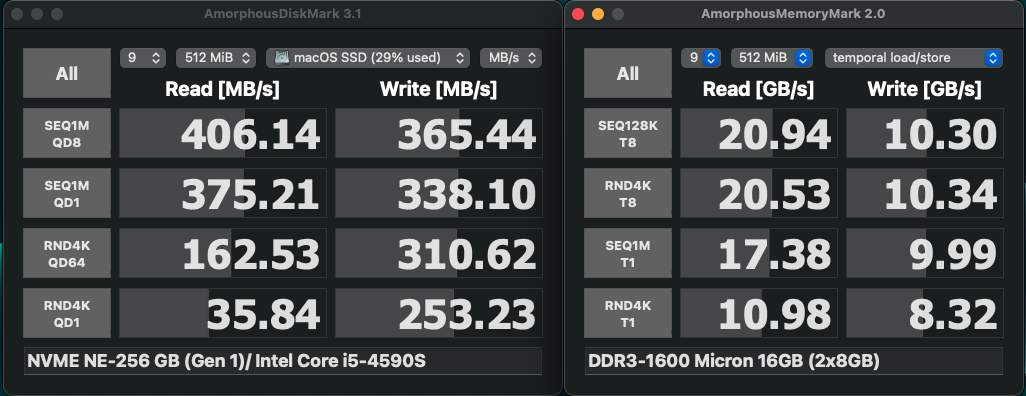 AmorphousDiskMark 3.1
All
9
512 MiB
macOS SSD (29% used)
MB/s
Read [MB/s]
Write [MB/s]
SEQ1M
QD8
406.14
365.44
SEQ1M
QD1
375.21
338.10
RND4K
QD64
162.53
310.62
RND4K
QD1
35.84
253.23
NVME NE-256 GB (Gen 1)/ Intel Core i5-4590S
AmorphousMemoryMark 2.0
All
9
512 MiB
temporal load/store
Read [GB/s]
Write [GB/s]
SEQ128K
T8
20.94
10.30
RND4K
T8
20.53
10.34
SEQ1M
T1
17.38
9.99
RND4K
T1
10.98
8.32
DDR3-1600 Micron 16GB (2x8GB)